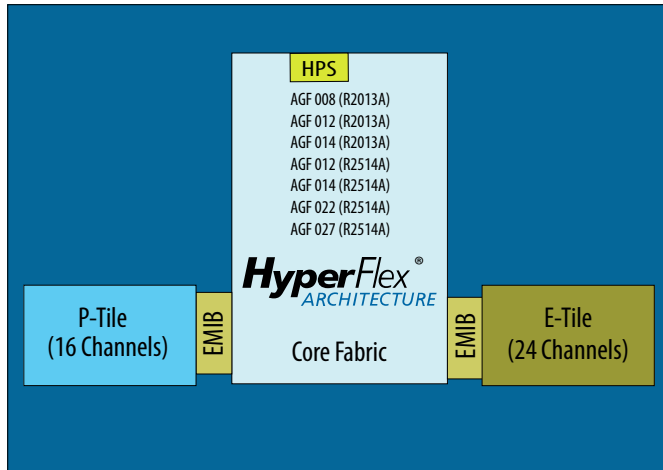 HPS
AGF 008 (R2013A)
AGF 012 (R2013A)
AGF 014 (R2013A)
AGF 012 (R2514A)
AGF 014 (R2514A)
AGF 022 (R2514A)
AGF 027 (R2514A)
HyperFlex®
ARCHITECTURE
Core Fabric
P-Tile
(16 Channels)
EMIB
EMIB
E-Tile
(24 Channels)